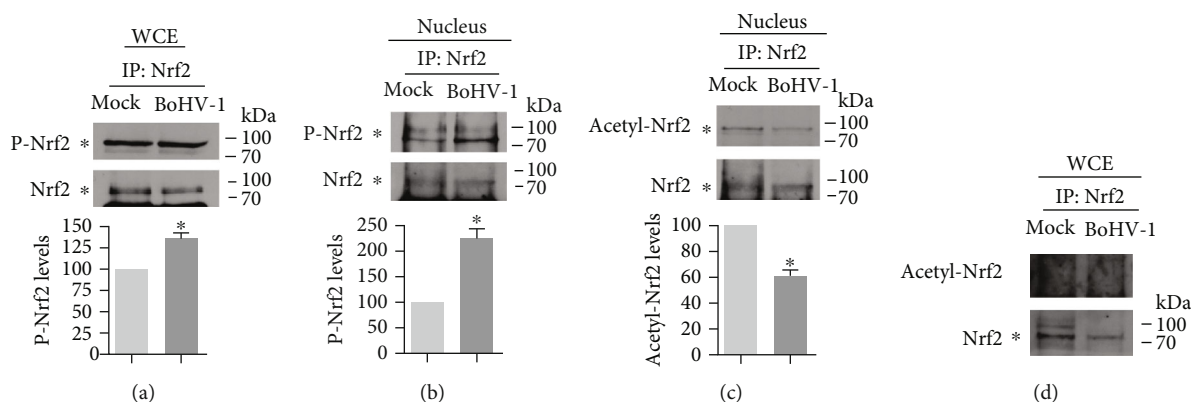 WCE
IP: Nrf2
Mock BoHV-1
kDa
P-Nrf2 *
– 100
– 70
Nrf2 *
– 100
– 70
P-Nrf2 levels
150
125
100
75
50
25
0
*
(a)
Nucleus
IP: Nrf2
Mock BoHV-1
kDa
P-Nrf2 *
– 100
– 70
Nrf2 *
– 100
– 70
P-Nrf2 levels
250
225
200
150
100
50
0
*
(b)
Nucleus
IP: Nrf2
Mock BoHV-1
kDa
Acetyl-Nrf2 *
– 100
– 70
Nrf2 *
– 100
– 70
Acetyl-Nrf2 levels
100
80
60
40
20
0
*
(c)
WCE
IP: Nrf2
Mock BoHV-1
Acetyl-Nrf2
kDa
Nrf2 *
– 100
– 70
(d)